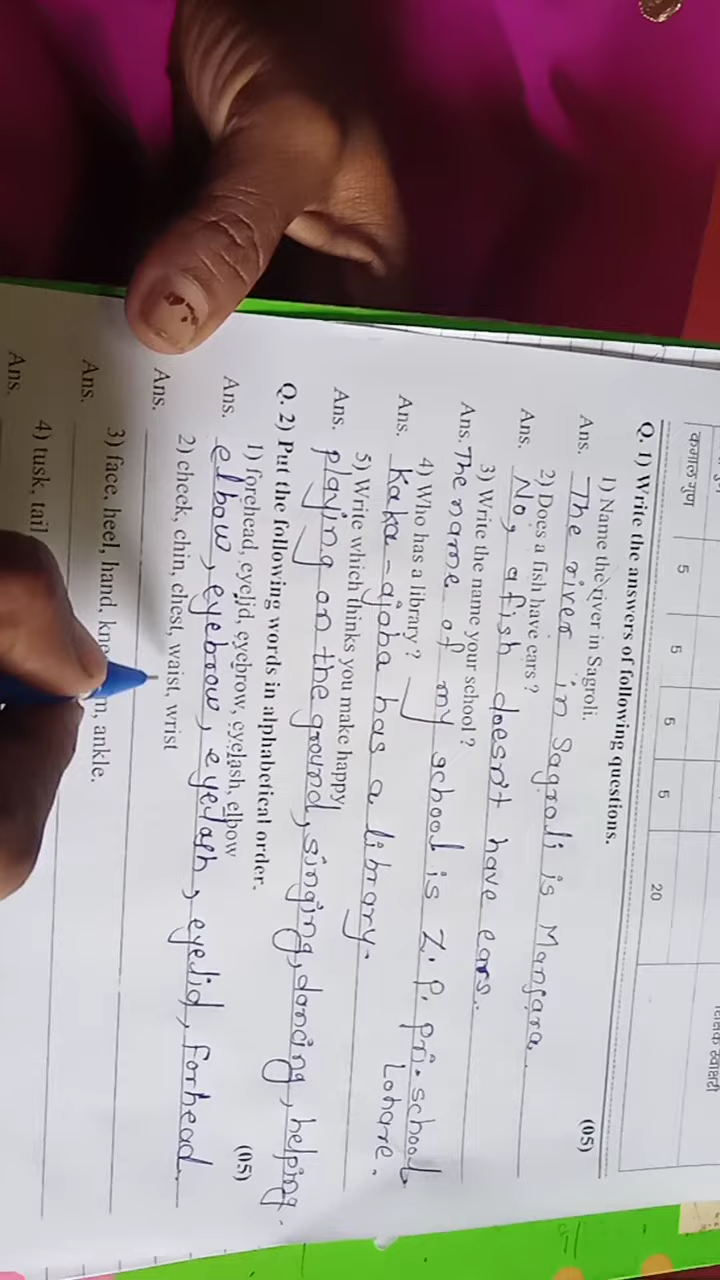 कमाल गुण 5 5 5 5 20
Q. 1) Write the answers of following questions. (05)
1) Name the river in Sagroli.
Ans. The river in Sagroli is Manjara.
2) Does a fish have ears ?
Ans. No, a fish doesn't have ears.
3) Write the name your school ?
Ans. The name of my school is Z. P. pri. school
Lohare.
4) Who has a library ?
Ans. Kaka-ajoba has a library.
5) Write which thinks you make happy.
Ans. playing on the ground, singing, dancing, helping.
Q. 2) Put the following words in alphabetical order. (05)
1) forehead, eyelid, eyebrow, eyelash, elbow
Ans. elbow, eyebrow, eyelash, eyelid, forhead.
2) cheek, chin, chest, waist, wrist
Ans.
3) face, heel, hand, ankle.
Ans.
4) tusk, tail
Ans.